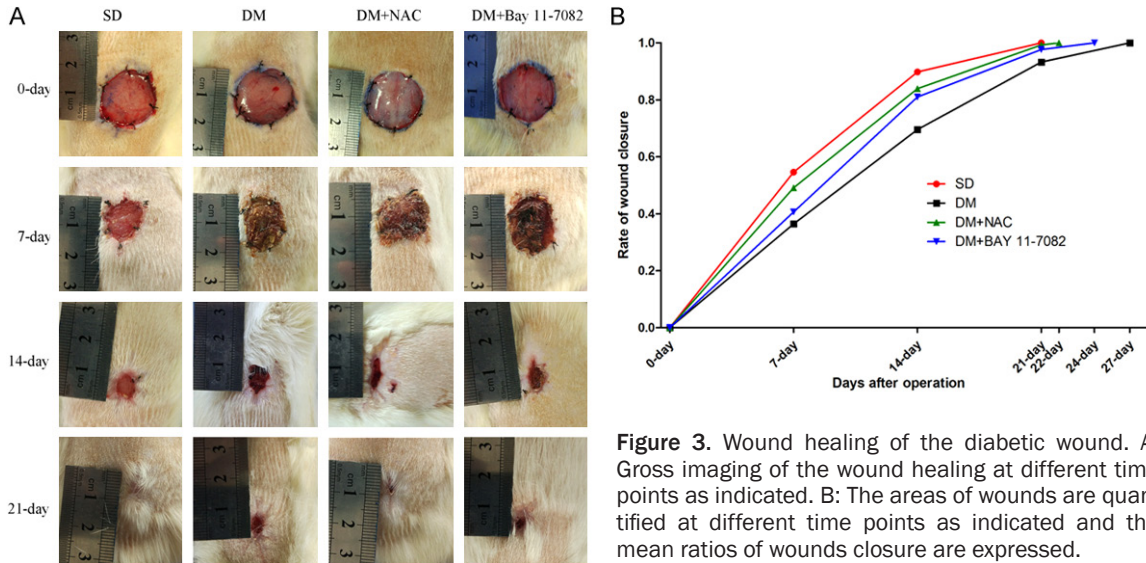 A
SD DM DM+NAC DM+Bay 11-7082
0-day
7-day
14-day
21-day
B
Rate of wound closure
1.0
0.8
0.6
0.4
0.2
0.0
SD
DM
DM+NAC
DM+BAY 11-7082
0-day 7-day 14-day 21-day 22-day 24-day 27-day
Days after operation
Figure 3. Wound healing of the diabetic wound. A
Gross imaging of the wound healing at different tim
points as indicated. B: The areas of wounds are quan
tified at different time points as indicated and th
mean ratios of wounds closure are expressed.